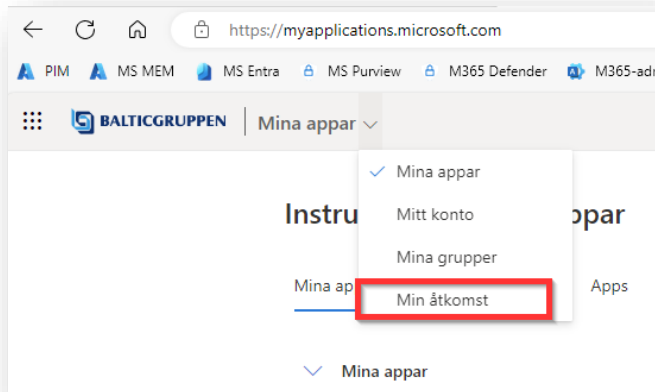 https://myapplications.microsoft.com
PIM MS MEM MS Entra MS Purview M365 Defender M365-adr
BALTICGRUPPEN Mina appar
Mina appar
Instru ppar
Mitt konto
Mina grupper
Mina ap Apps
Min åtkomst
Mina appar